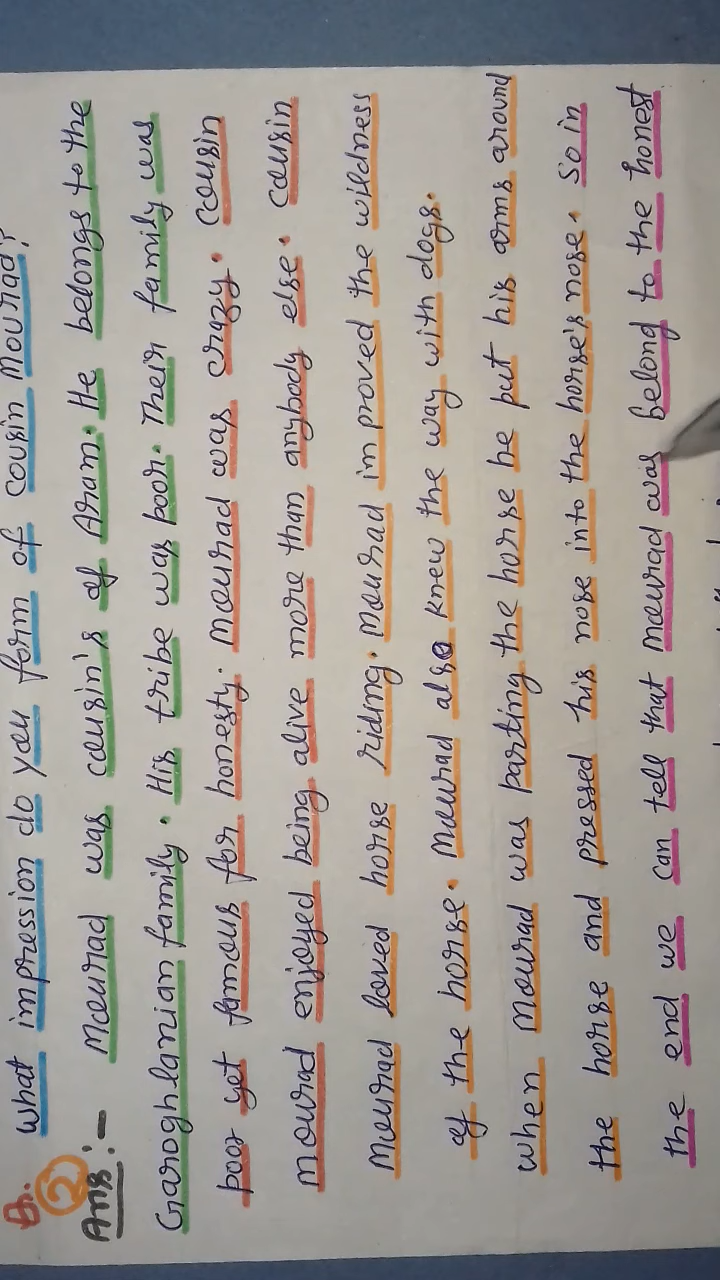 B. what impression do you form of cousin Mourad?
②
Ans:- Mourad was cousin's of Aram. He belongs to the
Garoghlanian family. His tribe was poor. Their family was
poor yet famous for honesty. Mourad was crazy. cousin
Mourad enjoyed being alive more than anybody else. cousin
Mourad loved horse riding. Mourad improved the wildness
of the horse. Mourad also knew the way with dogs.
when Mourad was parting the horse he put his arms around
the horse and pressed his nose into the horse's nose. So in
the end we can tell that Mourad was belong to the honest